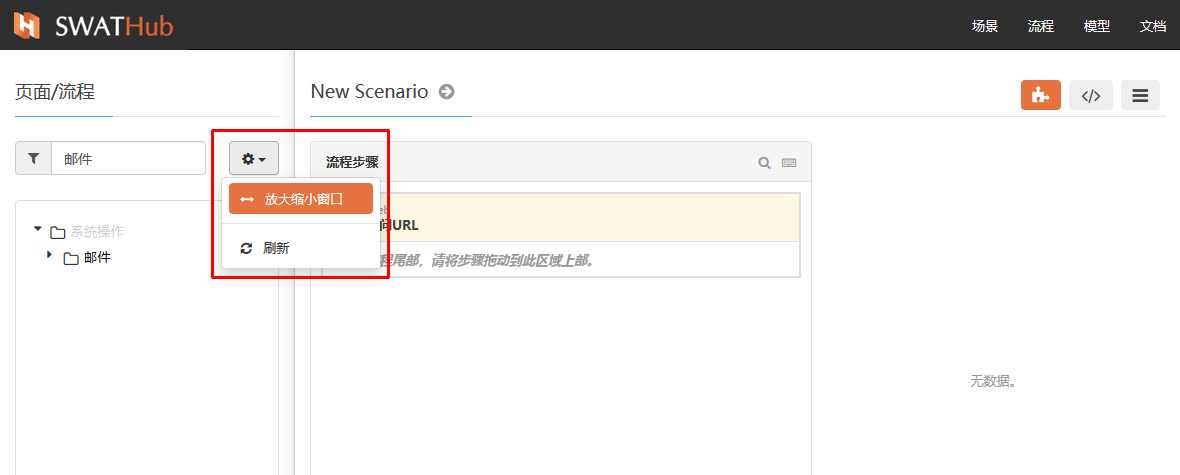 SWATHub
场景 流程 模型 文档
页面/流程
New Scenario
</>
邮件
流程步骤
放大缩小窗口
刷新
系统操作
邮件
问URL
程尾部，请将步骤拖动到此区域上部。
无数据。